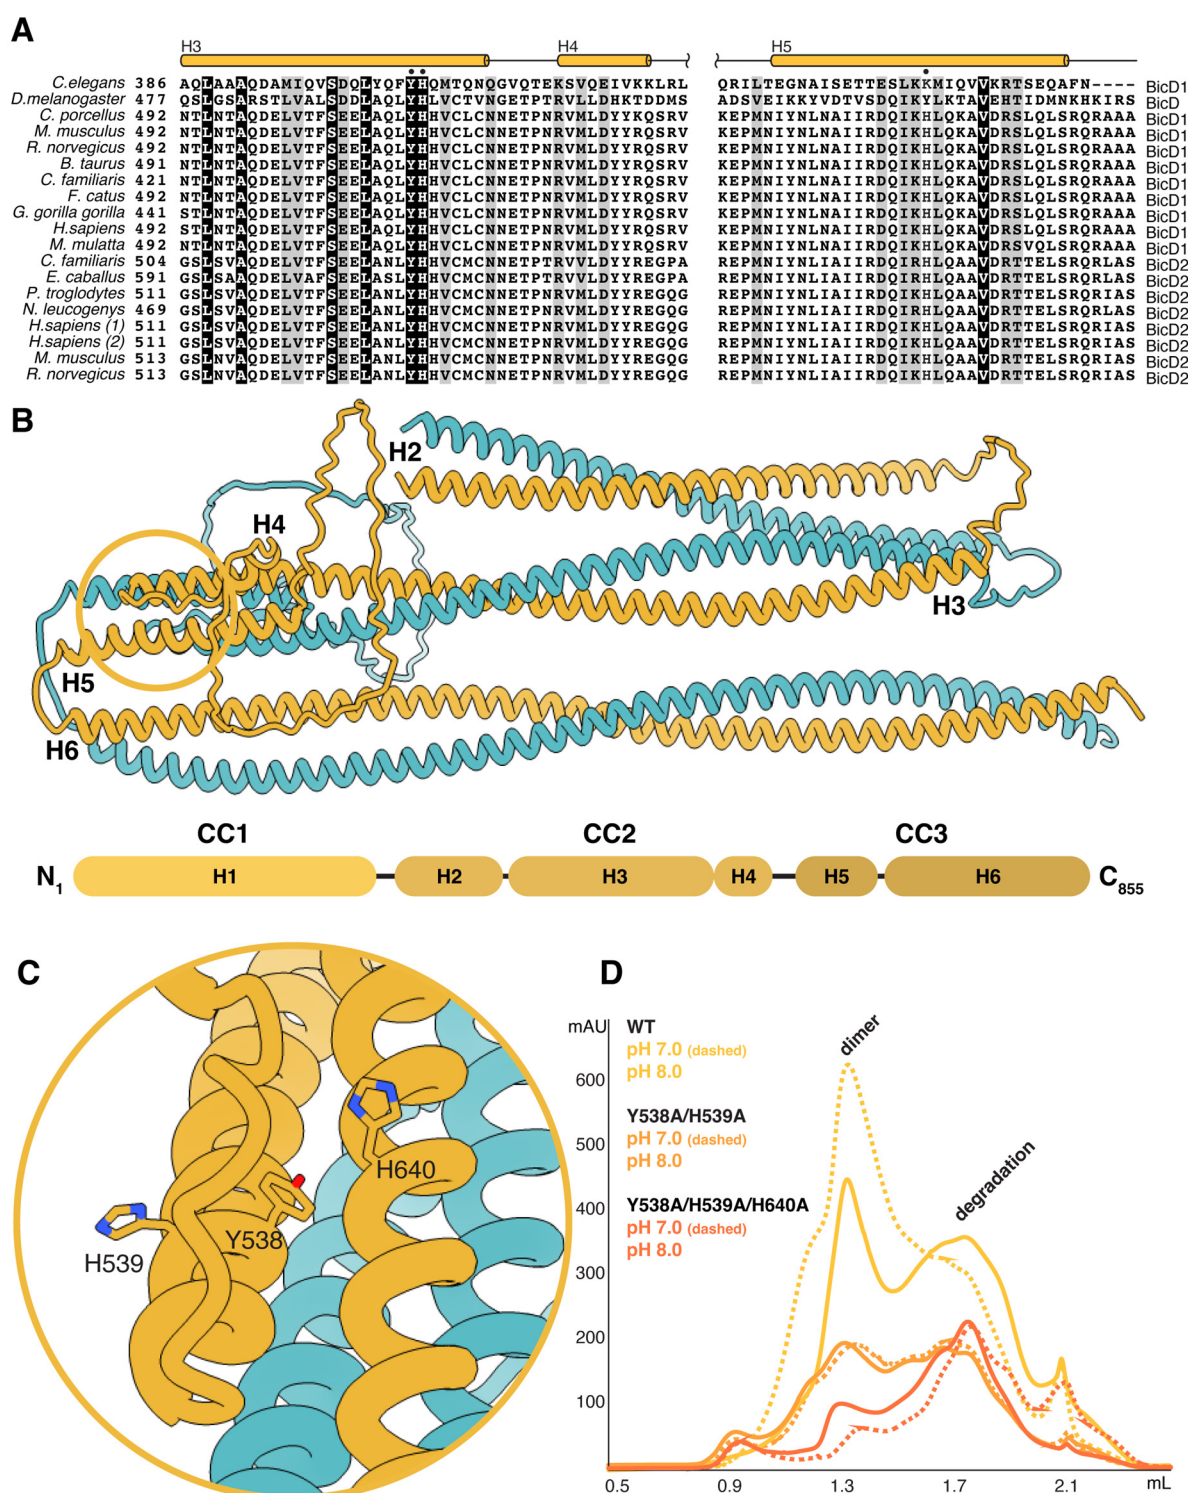 A
H3
H4
H5
C.elegans 386 AQLAAAQDAMIQVSDQLYQFYHQMTQNQGVQTEKSVQEIVKKLRL QRILTEGNAISETTESLKKMIQVVKRTSEQAFN---- BicD1
D.melanogaster 477 QSLGSARSTLVALSDDLAQLYHLVCTVNGETPTRVLLDHKTDDMS ADSVEIKKYVDTVSDQIKYLKTAVEHTIDMNKHKIRS BicD
C. porcellus 492 NTLNTAQDELVTFSEELAQLYHHVCLCNNETPNRVMLDYYRQSRV KEPMNIYNLNAIIRDQIKHLQKAVDRSLQLSRQRAAA BicD1
M. musculus 492 NTLNTAQDELVTFSEELAQLYHHVCLCNNETPNRVMLDYYRQSRV KEPMNIYNLNAIIRDQIKHLQKAVDRSLQLSRQRAAA BicD1
R. norvegicus 492 NTLNTAQDELVTFSEELAQLYHHVCLCNNETPNRVMLDYYRQSRV KEPMNIYNLNAIIRDQIKHLQKAVDRSLQLSRQRAAA BicD1
B. taurus 491 NTLNTAQDELVTFSEELAQLYHHVCLCNNETPNRVMLDYYRQSRV KEPMNIYNLNAIIRDQIKHLQKAVDRSLQLSRQRAAA BicD1
C. familiaris 421 NTLNTAQDELVTFSEELAQLYHHVCLCNNETPNRVMLDYYRQSRV KEPMNIYNLNAIIRDQIKHLQKAVDRSLQLSRQRAAA BicD1
F. catus 492 NTLNTAQDELVTFSEELAQLYHHVCLCNNETPNRVMLDYYRQSRV KEPMNIYNLNAIIRDQIKHLQKAVDRSLQLSRQRAAA BicD1
G. gorilla gorilla 441 STLNTAQDELVTFSEELAQLYHHVCLCNNETPNRVMLDYYRQSRV KEPMNIYNLNAIIRDQIKHLQKAVDRSLQLSRQRAAA BicD1
H.sapiens 492 STLNTAQDELVTFSEELAQLYHHVCLCNNETPNRVMLDYYRQSRV KEPMNIYNLNAIIRDQIKHLQKAVDRSLQLSRQRAAA BicD1
M. mulatta 492 NTLNTAQDELVTFSEELAQLYHHVCLCNNETPNRVMLDYYRQSRV KEPMNIYNLNAIIRDQIKHLQKAVDRSVQLSRQRAAA BicD1
C. familiaris 504 GSLSVAQDELVTFSEELANLYHHVCMCNNETPTRVMLDYYREGPA REPMNIYNLIAIIRDQIKHLQAAVDRTTELSRQRLAS BicD2
E. caballus 591 GSLSAAQDELVAFSEELANLYHHVCMCNNETPTRVMLDYYREGPA REPMNIYNLIAIIRDQIKHLQAAVDRTTELSRQRLAS BicD2
P. troglodytes 511 GSLSVAQDELVTFSEELANLYHHVCMCNNETPNRVMLDYYREGQG REPMNIYNLIAIIRDQIKHLQAAVDRTTELSRQRIAS BicD2
N. leucogenys 469 GSLSVAQDELVTFSEELANLYHHVCMCNNETPNRVMLDYYREGQG REPMNIYNLIAIIRDQIKHLQAAVDRTTELSRQRLAS BicD2
H.sapiens (1) 511 GSLSVAQDELVTFSEELANLYHHVCMCNNETPNRVMLDYYREGQG REPMNIYNLIAIIRDQIKHLQAAVDRTTELSRQRIAS BicD2
H.sapiens (2) 511 GSLSVAQDELVTFSEELANLYHHVCMCNNETPNRVMLDYYREGQG REPMNIYNLIAIIRDQIKHLQAAVDRTTELSRQRIAS BicD2
M. musculus 513 GSLNVAQDELVTFSEELANLYHHVCMCNNETPNRVMLDYYREGQG REPMNIYNLIAIIRDQIKHLQAAVDRTTELSRQRIAS BicD2
R. norvegicus 513 GSLNVAQDELVTFSEELANLYHHVCMCNNETPNRVMLDYYREGQG REPMNIYNLIAIIRDQIKHLQAAVDRTTELSRQRIAS BicD2
B
H2
H4
H3
H5
H6
CC1 CC2 CC3
N1 H1 H2 H3 H4 H5 H6 C855
C
H640
Y538
H539
D
mAU
600
500
400
300
200
100
WT
pH 7.0 (dashed)
pH 8.0
Y538A/H539A
pH 7.0 (dashed)
pH 8.0
Y538A/H539A/H640A
pH 7.0 (dashed)
pH 8.0
dimer
degradation
0.5 0.9 1.3 1.7 2.1 mL